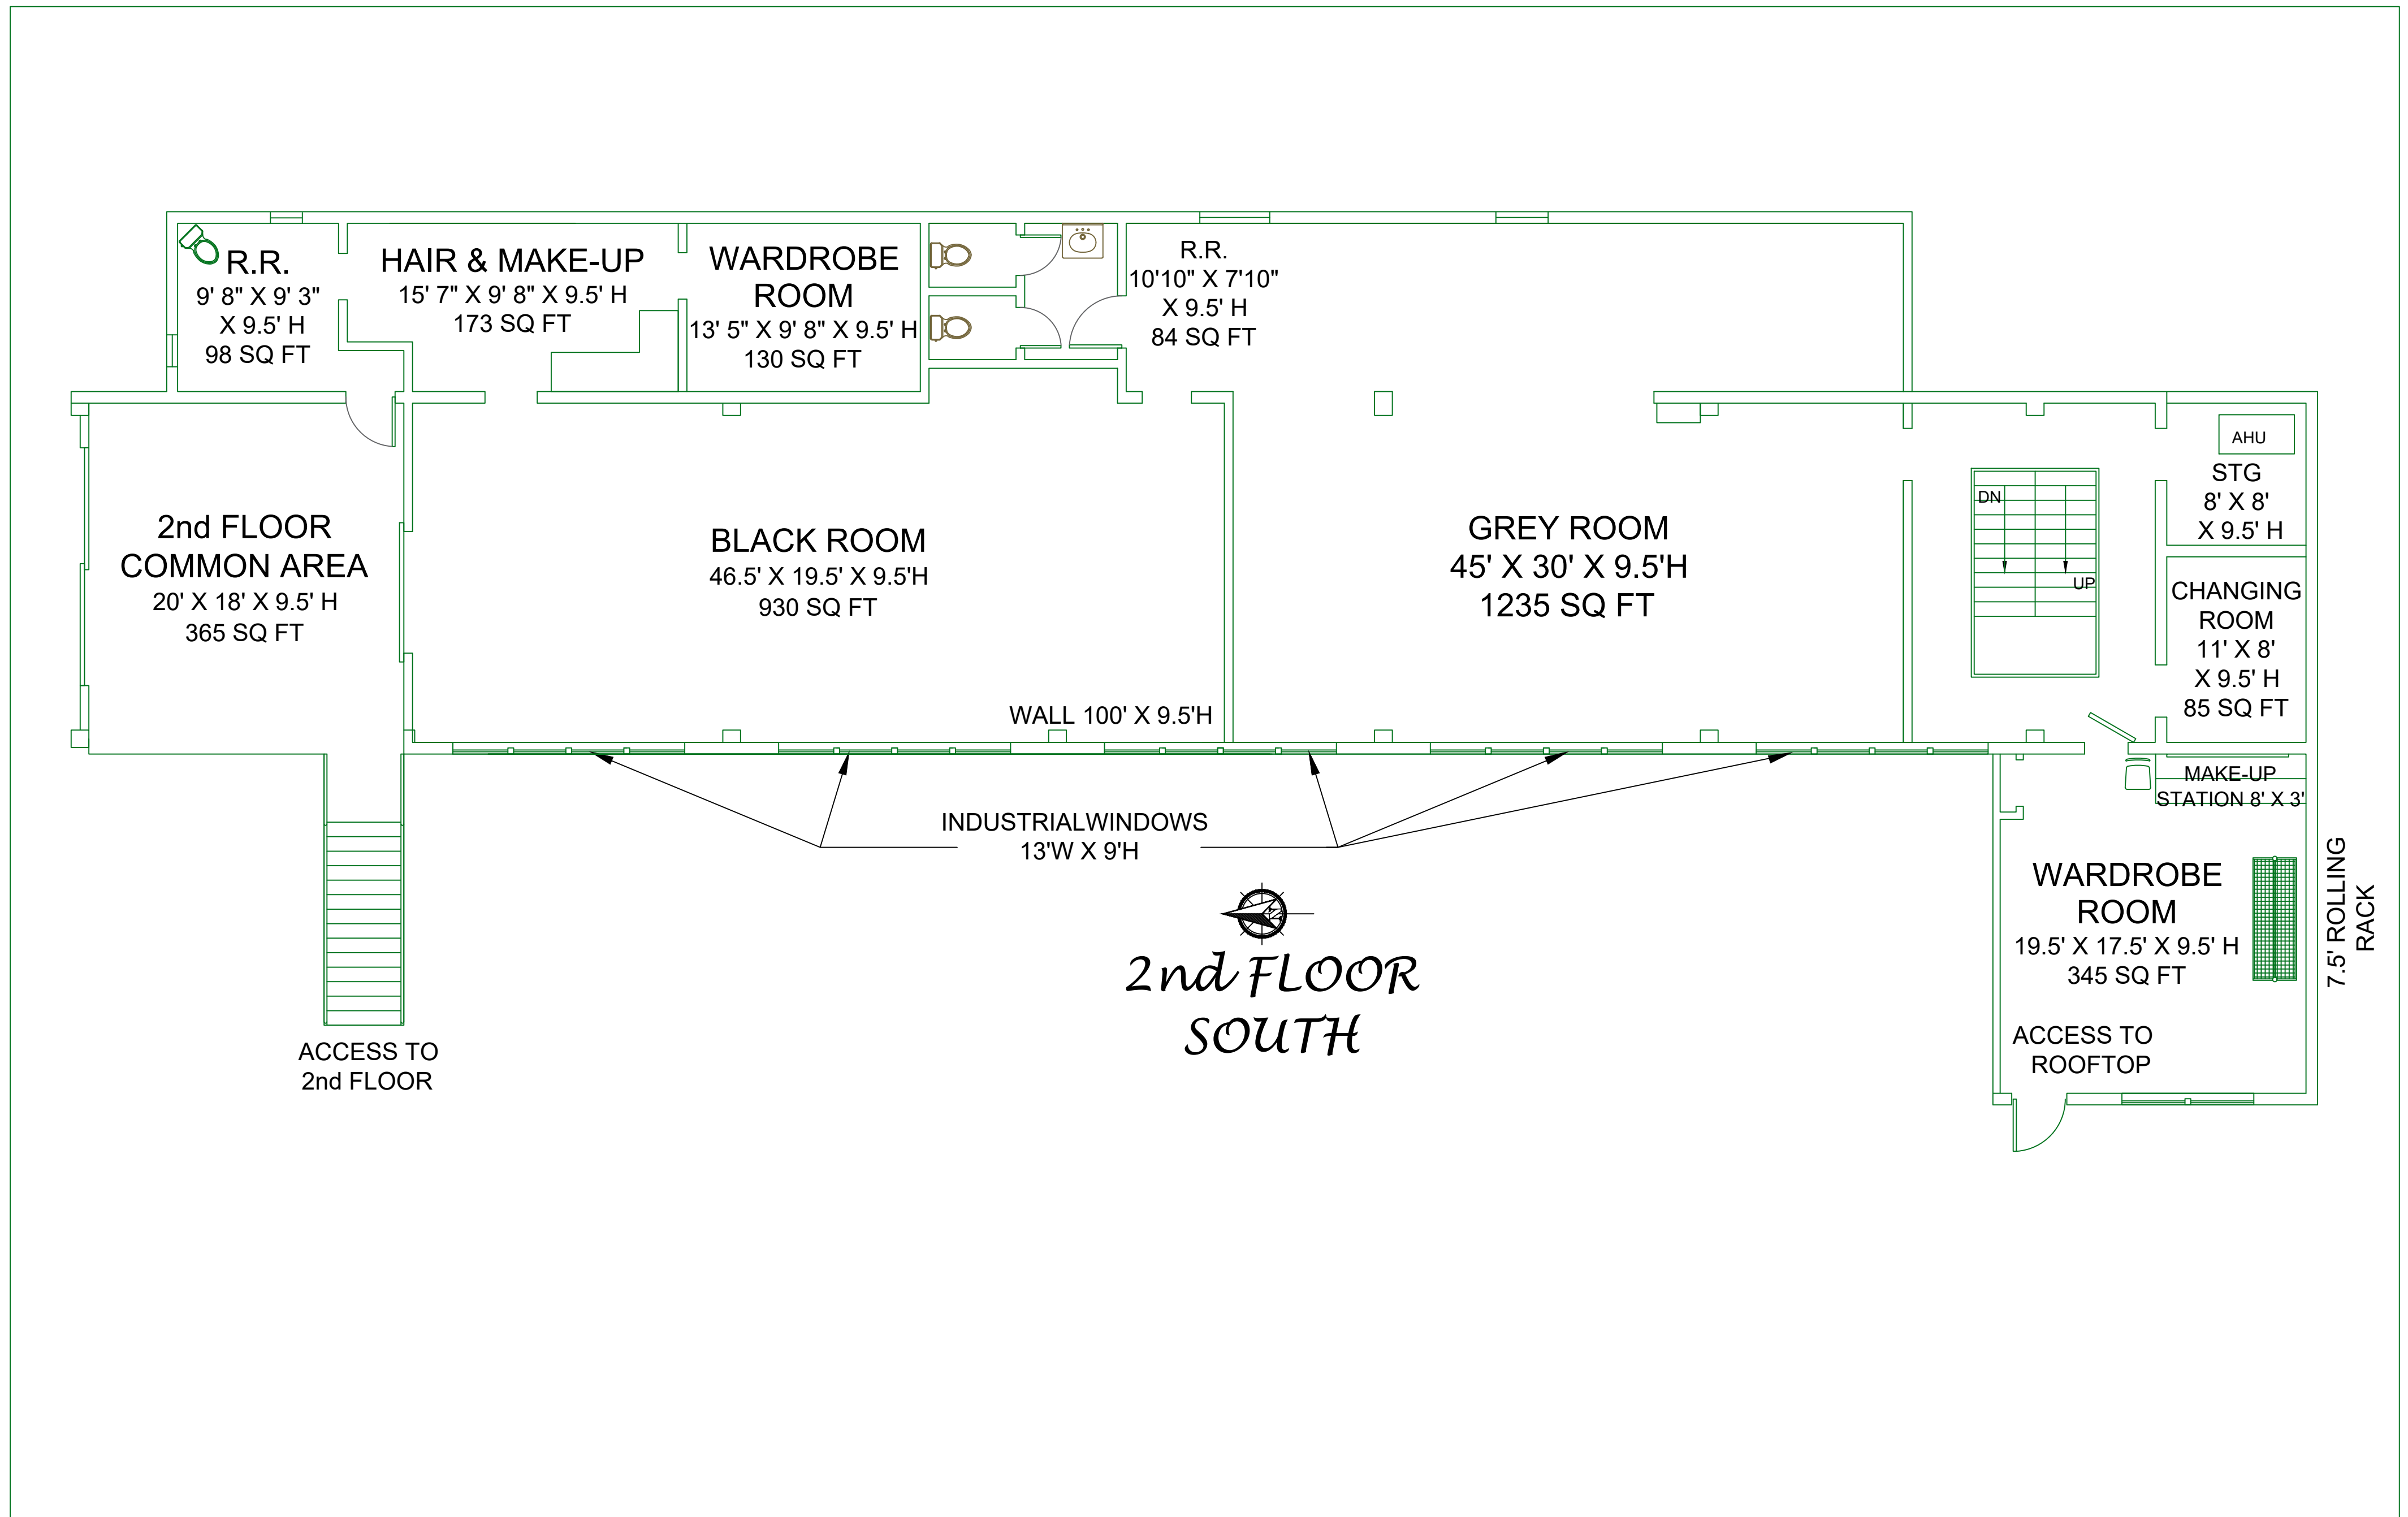 R.R.
9' 8" X 9' 3"
X 9.5' H
98 SQ FT
HAIR & MAKE-UP
15' 7" X 9' 8" X 9.5' H
173 SQ FT
WARDROBE
ROOM
13' 5" X 9' 8" X 9.5' H
130 SQ FT
R.R.
10'10" X 7'10"
X 9.5' H
84 SQ FT
2nd FLOOR
COMMON AREA
20' X 18' X 9.5' H
365 SQ FT
BLACK ROOM
46.5' X 19.5' X 9.5'H
930 SQ FT
WALL 100' X 9.5'H
GREY ROOM
45' X 30' X 9.5'H
1235 SQ FT
DN
UP
AHU
STG
8' X 8'
X 9.5' H
CHANGING
ROOM
11' X 8'
X 9.5' H
85 SQ FT
MAKE-UP
STATION 8' X 3'
INDUSTRIALWINDOWS
13'W X 9'H
WARDROBE
ROOM
19.5' X 17.5' X 9.5' H
345 SQ FT
7.5' ROLLING
RACK
ACCESS TO
ROOFTOP
N
2nd FLOOR
SOUTH
ACCESS TO
2nd FLOOR